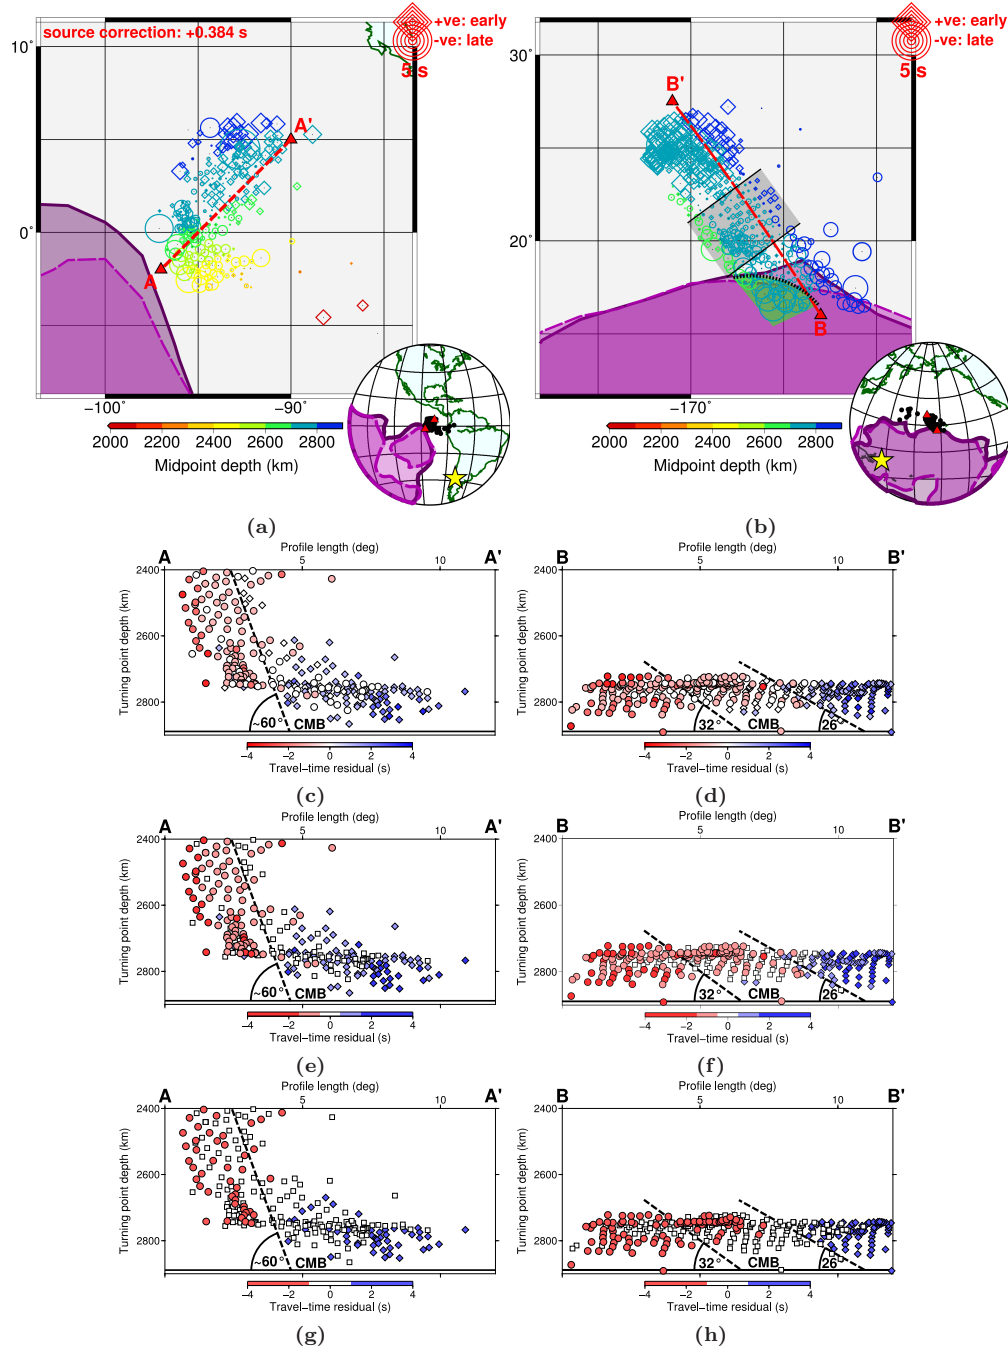 source correction: +0.384 s
+ve: early
-ve: late
5 s
10°
0°
A'
A
−100°
−90°
2000 2200 2400 2600 2800
Midpoint depth (km)
(a)
+ve: early
-ve: late
5 s
30°
20°
B'
B
−170°
2000 2200 2400 2600 2800
Midpoint depth (km)
(b)
A Profile length (deg) A'
5 10
2400
2600
2800
Turning point depth (km)
~60° CMB
−4 −2 0 2 4
Travel−time residual (s)
(c)
B Profile length (deg) B'
5 10
2400
2600
2800
Turning point depth (km)
32° CMB 26°
−4 −2 0 2 4
Travel−time residual (s)
(d)
A Profile length (deg) A'
5 10
2400
2600
2800
Turning point depth (km)
~60° CMB
−4 −2 0 2 4
Travel−time residual (s)
(e)
B Profile length (deg) B'
5 10
2400
2600
2800
Turning point depth (km)
32° CMB 26°
−4 −2 0 2 4
Travel−time residual (s)
(f)
A Profile length (deg) A'
5 10
2400
2600
2800
Turning point depth (km)
~60° CMB
−4 −2 0 2 4
Travel−time residual (s)
(g)
B Profile length (deg) B'
5 10
2400
2600
2800
Turning point depth (km)
32° CMB 26°
−4 −2 0 2 4
Travel−time residual (s)
(h)